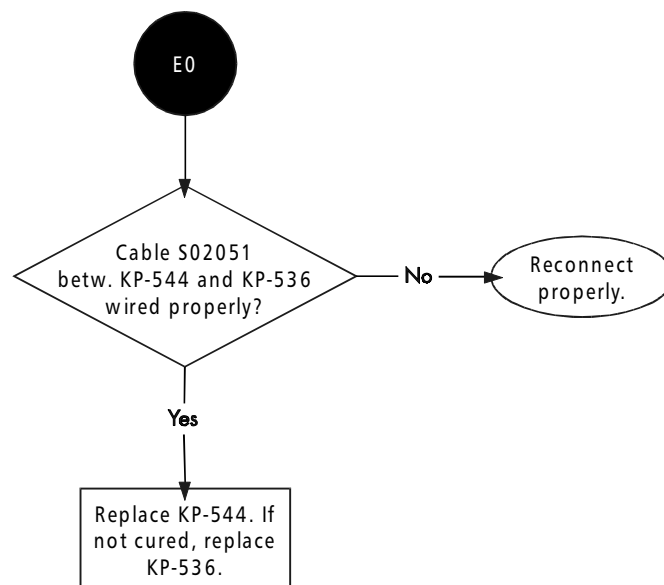 E0
Cable S02051
betw. KP-544 and KP-536
wired properly?
No
Reconnect
properly.
Yes
Replace KP-544. If
not cured, replace
KP-536.